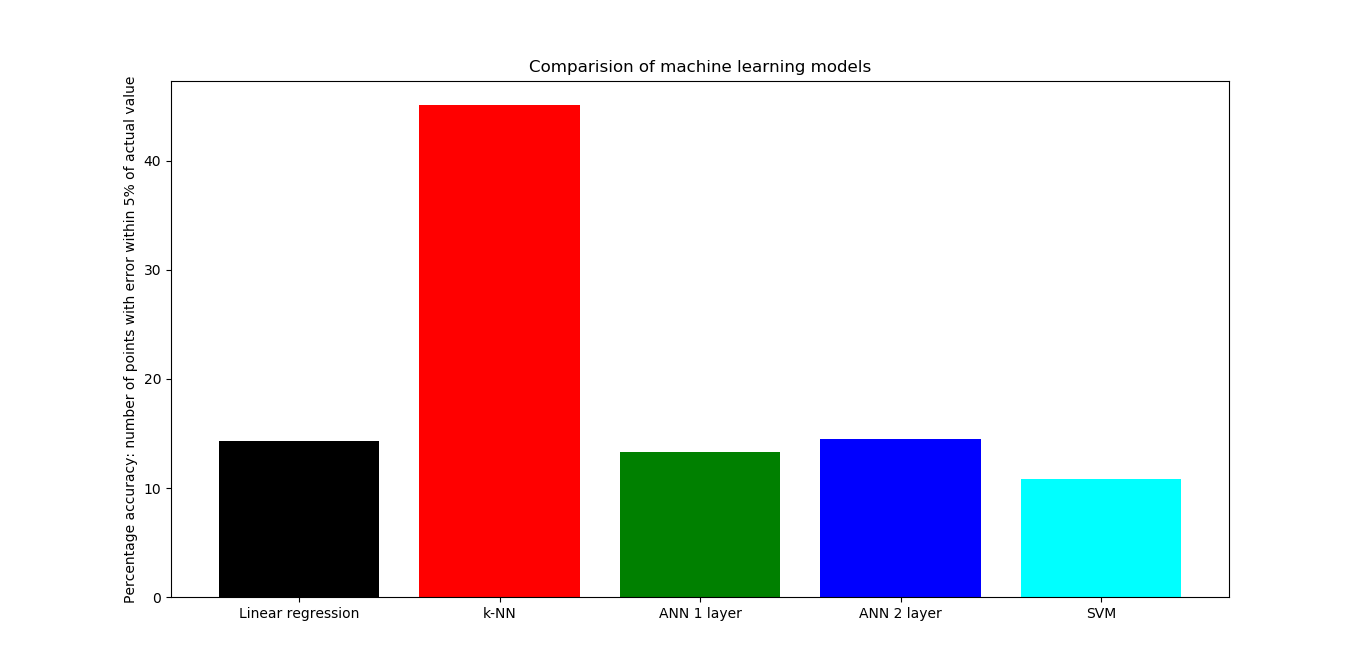 Comparision of machine learning models
Percentage accuracy: number of points with error within 5% of actual value
40
30
20
10
0
Linear regression
k-NN
ANN 1 layer
ANN 2 layer
SVM